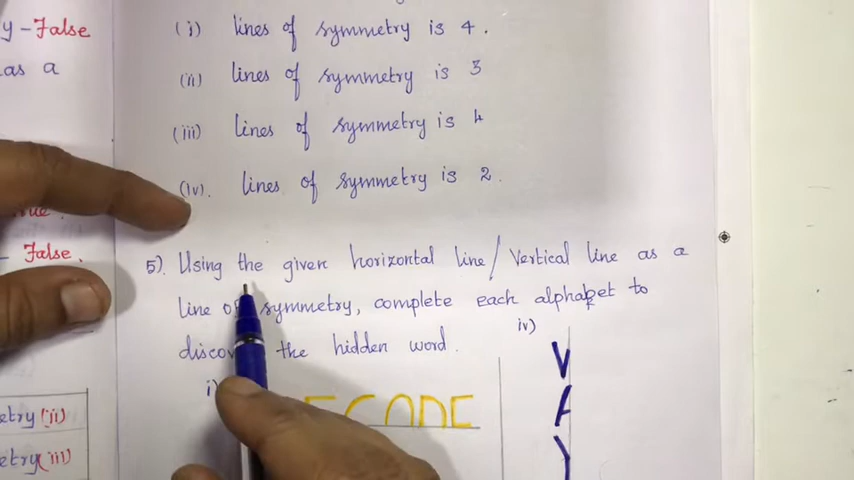 y-False
as a
(i) lines of symmetry is 4.
(ii) lines of symmetry is 3
(iii) lines of symmetry is 4
(iv). lines of symmetry is 2.
False.
5). Using the given horizontal line/ Vertical line as a
line of symmetry, complete each alphabet to
the hidden word.
i)
iv)
etry(ii)
etry(iii)